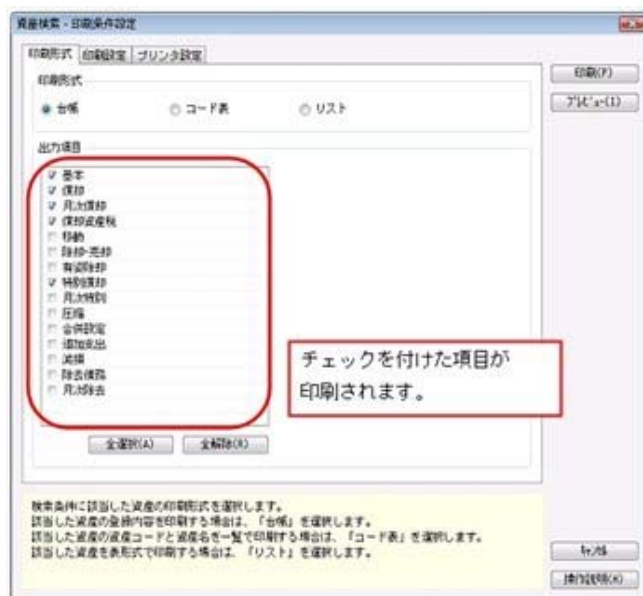 資産検索 - 印刷条件設定
印刷形式
印刷設定
プリンタ設定
印刷(P)
印刷形式
台帳
コード表
リスト
プレビュー(I)
出力項目
基本
償却
月次償却
償却資産税
移動
除却・売却
有姿除却
特別償却
月次特別
圧縮
合併設定
追加支出
減損
除去債務
月次除去
チェックを付けた項目が
印刷されます。
全選択(A)
全解除(R)
検索条件に該当した資産の印刷形式を選択します。
該当した資産の登録内容を印刷する場合は、「台帳」を選択します。
該当した資産の資産コードと資産名を一覧で印刷する場合は、「コード表」を選択します。
該当した資産を表形式で印刷する場合は、「リスト」を選択します。
キャンセル
操作説明(H)